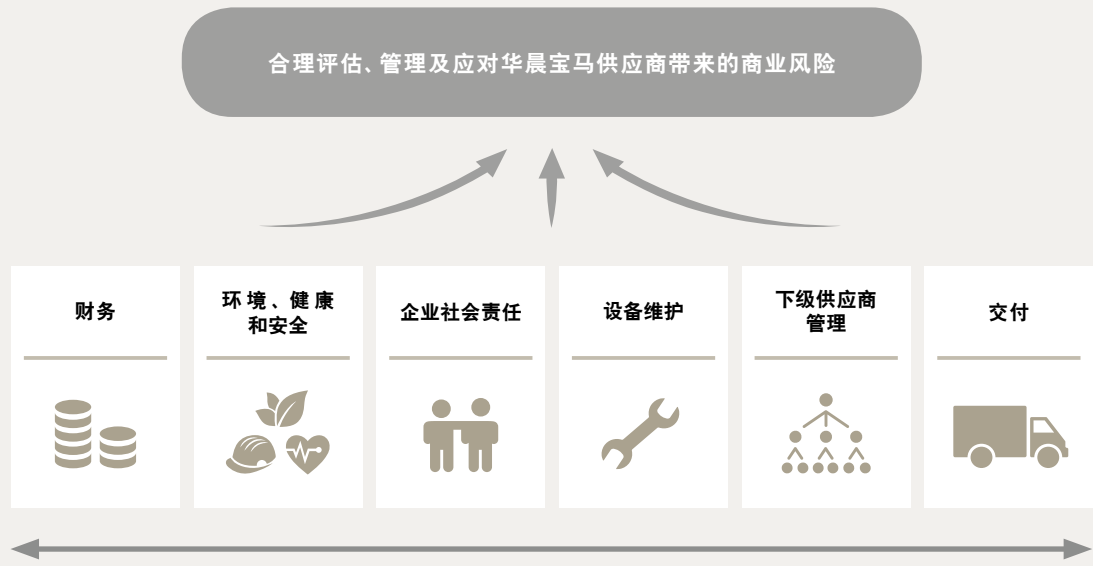 合理评估、管理及应对华晨宝马供应商带来的商业风险
财务
环境、健康
和安全
企业社会责任
设备维护
下级供应商
管理
交付